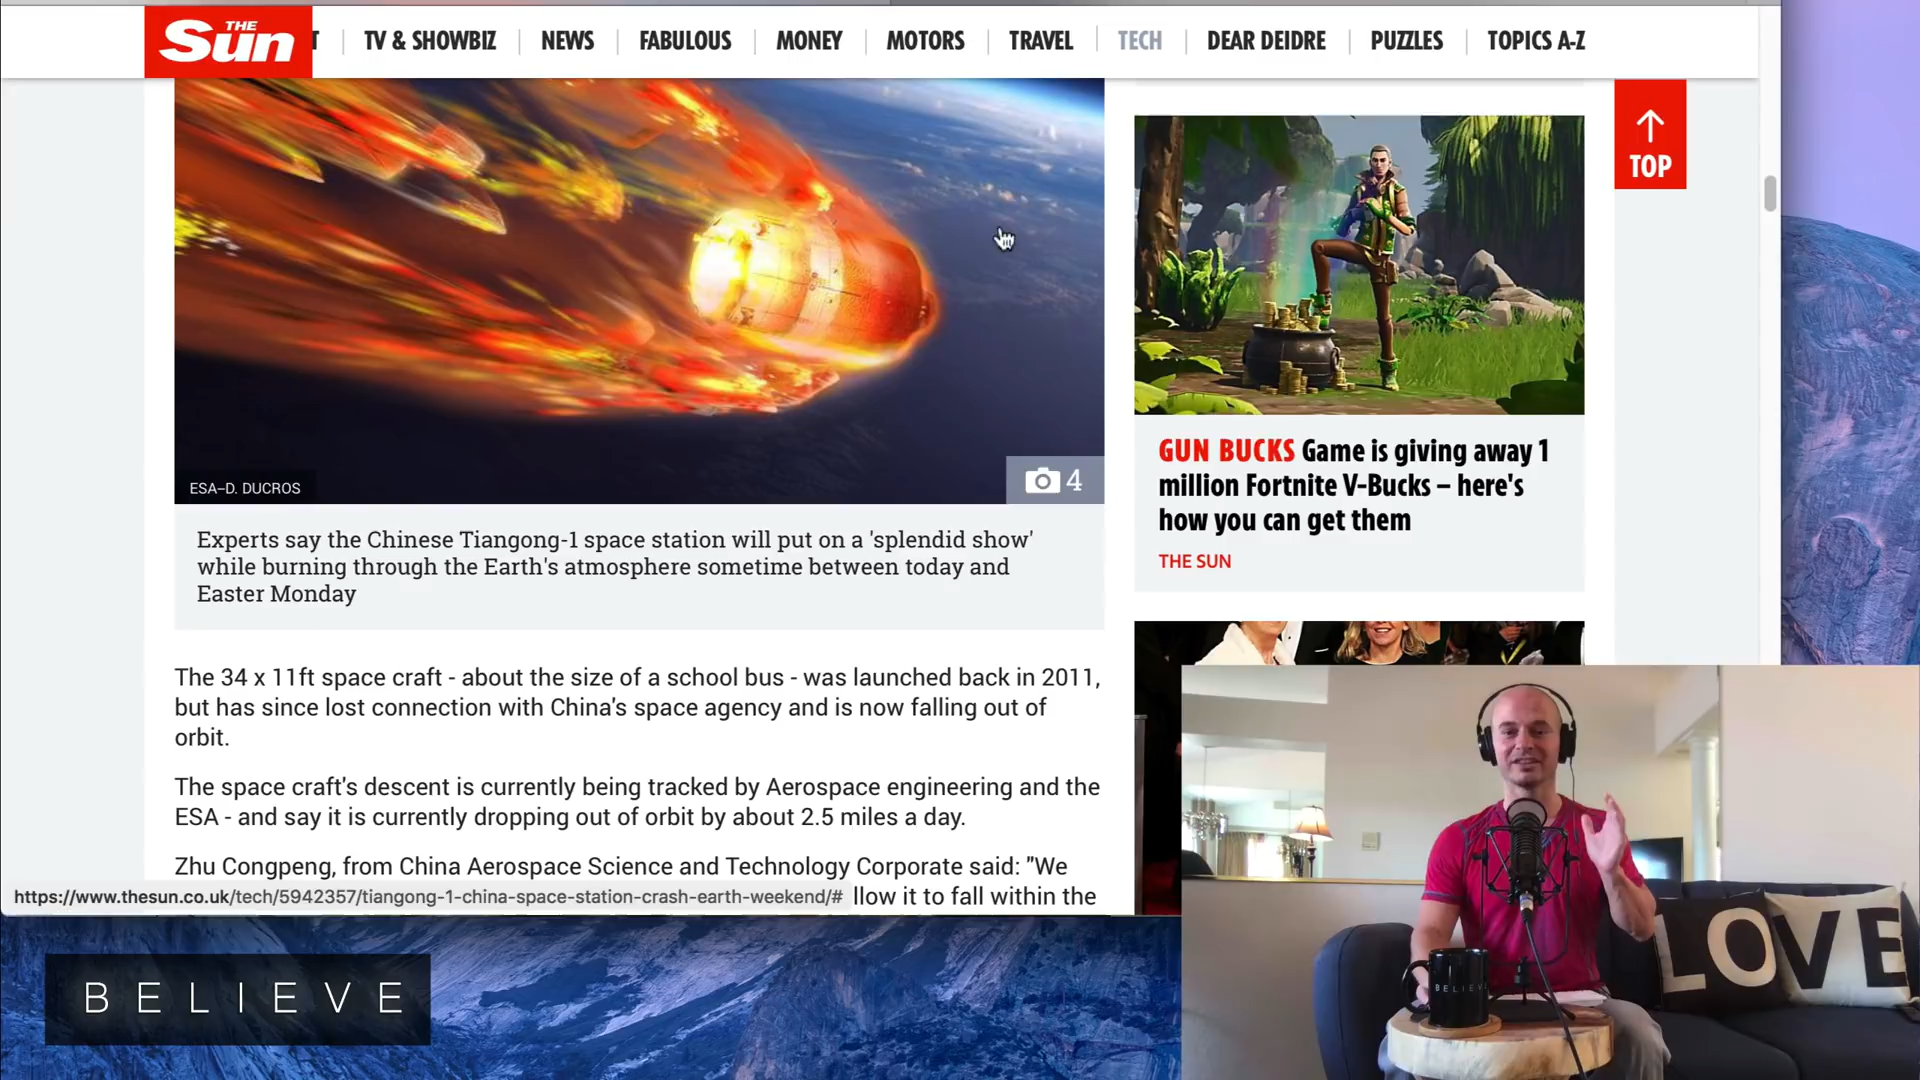 THE
Sun
T
TV & SHOWBIZ
NEWS
FABULOUS
MONEY
MOTORS
TRAVEL
TECH
DEAR DEIDRE
PUZZLES
TOPICS A-Z
TOP
ESA–D. DUCROS
4
Experts say the Chinese Tiangong-1 space station will put on a 'splendid show'
while burning through the Earth's atmosphere sometime between today and
Easter Monday
The 34 x 11ft space craft - about the size of a school bus - was launched back in 2011,
but has since lost connection with China's space agency and is now falling out of
orbit.
The space craft's descent is currently being tracked by Aerospace engineering and the
ESA - and say it is currently dropping out of orbit by about 2.5 miles a day.
Zhu Congpeng, from China Aerospace Science and Technology Corporate said: "We
llow it to fall within the
https://www.thesun.co.uk/tech/5942357/tiangong-1-china-space-station-crash-earth-weekend/#
GUN BUCKS Game is giving away 1
million Fortnite V-Bucks – here's
how you can get them
THE SUN
BELIEVE
BELIEVE
LOVE